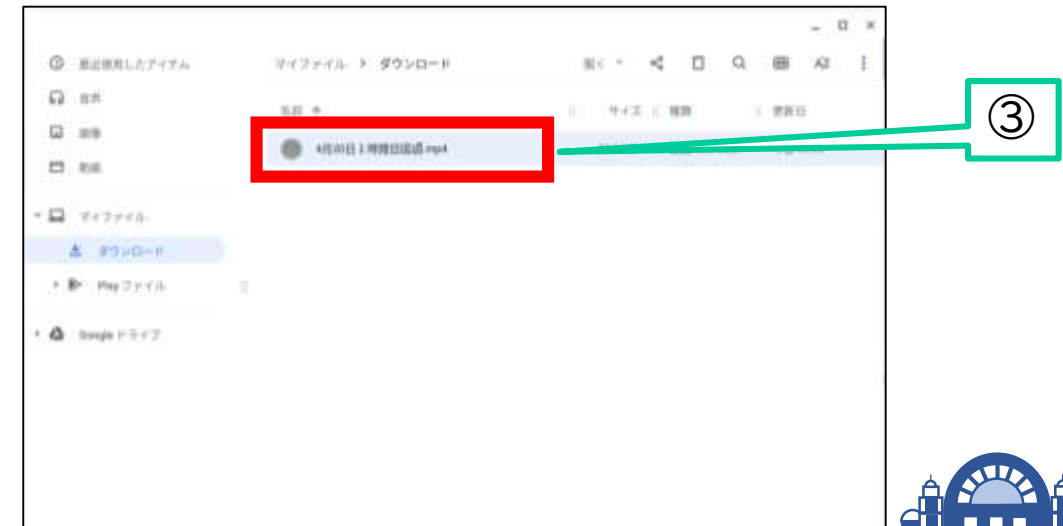 最近使用したアイテム
マイファイル > ダウンロード
開く
音声
名前
サイズ
種類
更新日
③
画像
動画
マイファイル
ダウンロード
Play ファイル
Google ドライブ